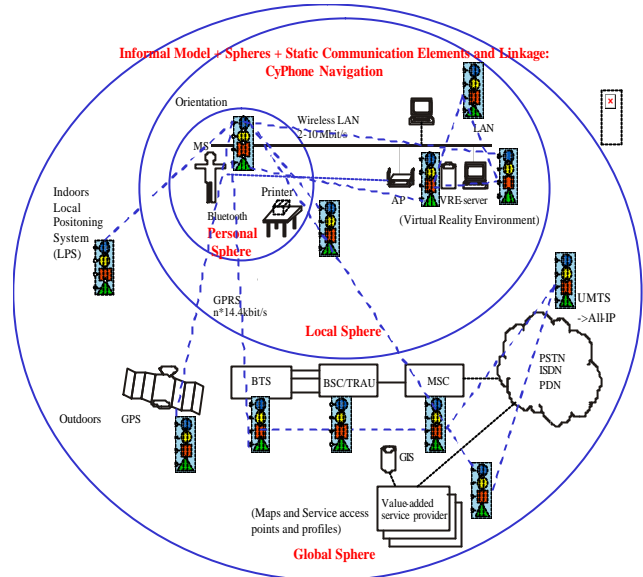 Informal Model + Spheres + Static Communication Elements and Linkage:
CyPhone Navigation
Orientation
Wireless LAN
2-10 Mbit/s
LAN
MS
Indoors
Local
Positoning
System
(LPS)
Printer
AP
VRE-server
Bluetooth
(Virtual Reality Environment)
Personal
Sphere
GPRS
n*14.4kbit/s
UMTS
->All-IP
Local Sphere
PSTN
ISDN
PDN
BTS
BSC/TRAU
MSC
Outdoors
GPS
GIS
(Maps and Service access
points and profiles)
Value-added
service provider
Global Sphere